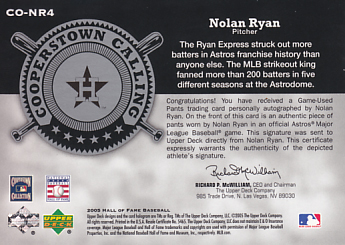 CO-NR4
Nolan Ryan
Pitcher
COOPERSTOWN CALLING
H
The Ryan Express struck out more
batters in Astros franchise history than
anyone else. The MLB strikeout king
fanned more than 200 batters in five
different seasons at the Astrodome.
Congratulations! You have received a Game-Used
Pants trading card personally autographed by Nolan
Ryan. On the front of this card is an authentic piece of
pants worn by Nolan Ryan in an official Astros® Major
League Baseball® game. This signature was sent to
Upper Deck directly from Nolan Ryan. This certificate
expressly warrants the authenticity of the depicted
athlete's signature.
RICHARD P. McWILLIAM, CEO and Chairman
The Upper Deck Company
985 Trade Drive, N. Las Vegas, NV 89030
2005 HALL OF FAME BASEBALL
UPPER DECK